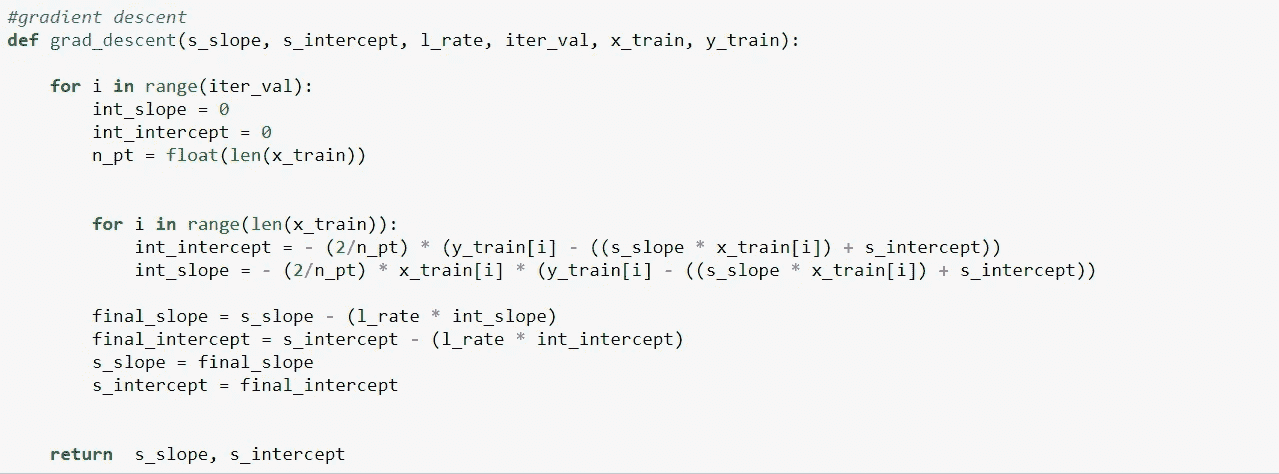 #gradient descent
def grad_descent(s_slope, s_intercept, l_rate, iter_val, x_train, y_train):
    for i in range(iter_val):
        int_slope = 0
        int_intercept = 0
        n_pt = float(len(x_train))
        for i in range(len(x_train)):
            int_intercept = - (2/n_pt) * (y_train[i] - ((s_slope * x_train[i]) + s_intercept))
            int_slope = - (2/n_pt) * x_train[i] * (y_train[i] - ((s_slope * x_train[i]) + s_intercept))
        final_slope = s_slope - (l_rate * int_slope)
        final_intercept = s_intercept - (l_rate * int_intercept)
        s_slope = final_slope
        s_intercept = final_intercept
    return  s_slope, s_intercept